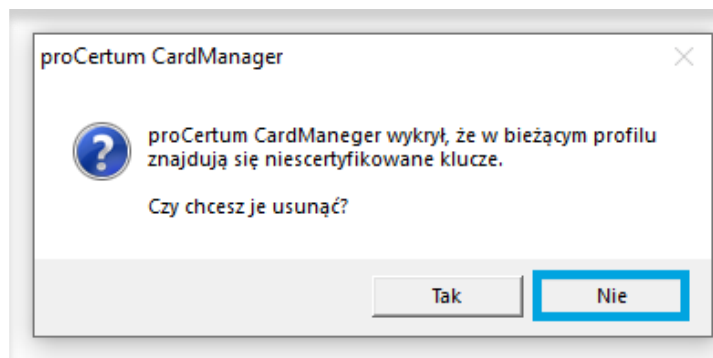 proCertum CardManager
proCertum CardManeger wykrył, że w bieżącym profilu
znajdują się niescertyfikowane klucze.
Czy chcesz je usunąć?
Tak
Nie